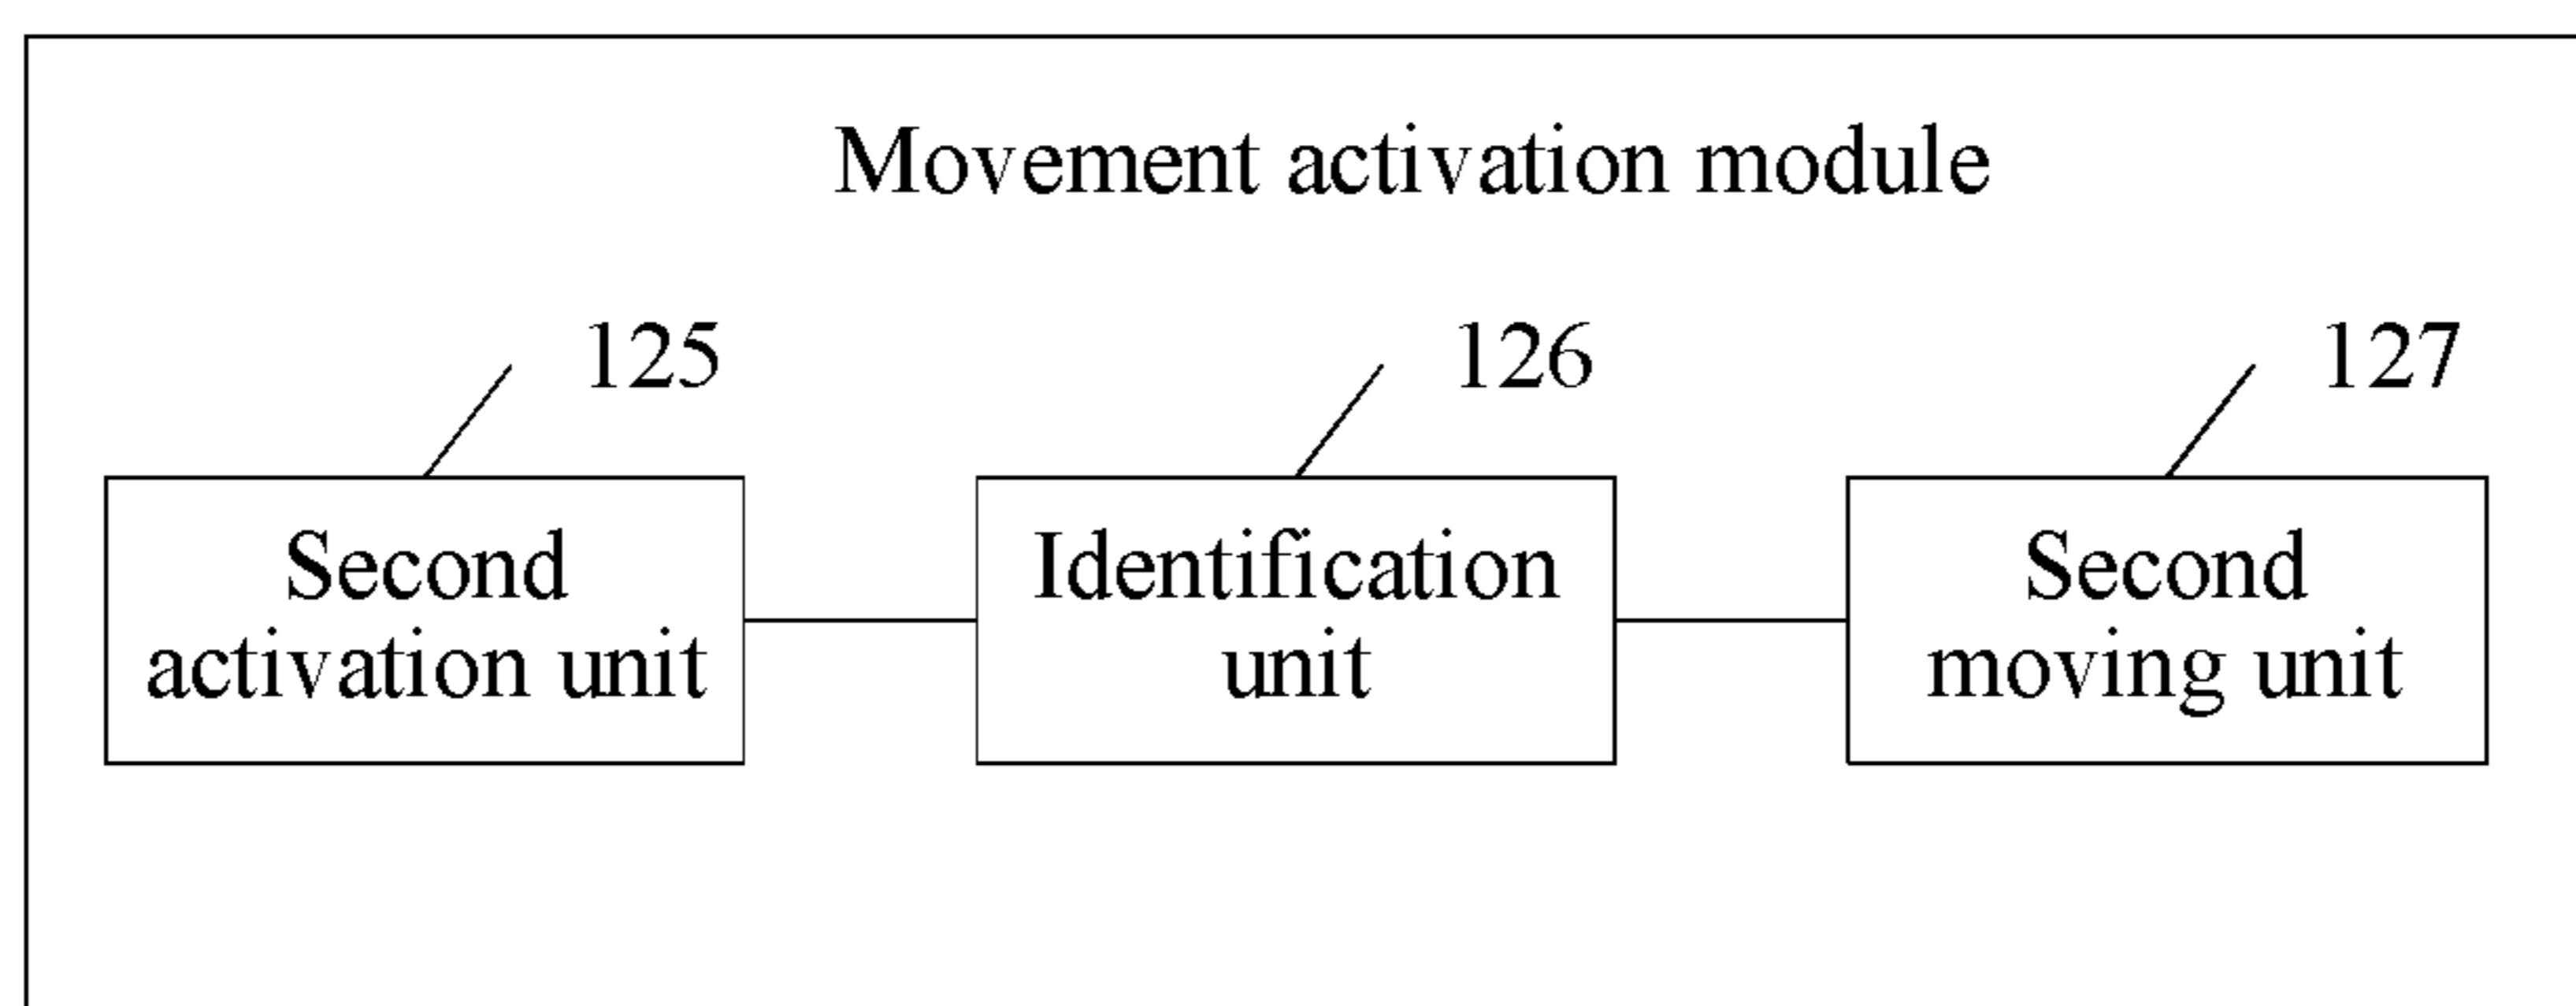 Movement activation module
125
126
127
Second
activation unit
Identification
unit
Second
moving unit